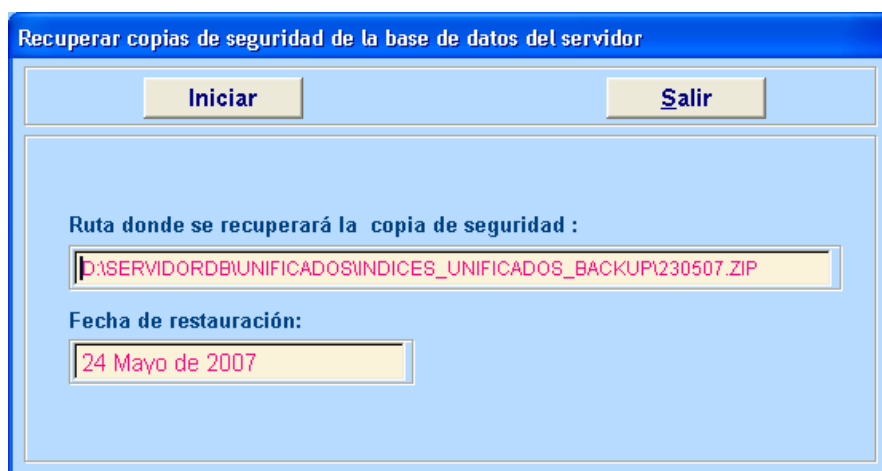 Recuperar copias de seguridad de la base de datos del servidor
Iniciar
Salir
Ruta donde se recuperará la copia de seguridad :
D:\SERVIDORDB\UNIFICADOS\INDICES_UNIFICADOS_BACKUP\230507.ZIP
Fecha de restauración:
24 Mayo de 2007